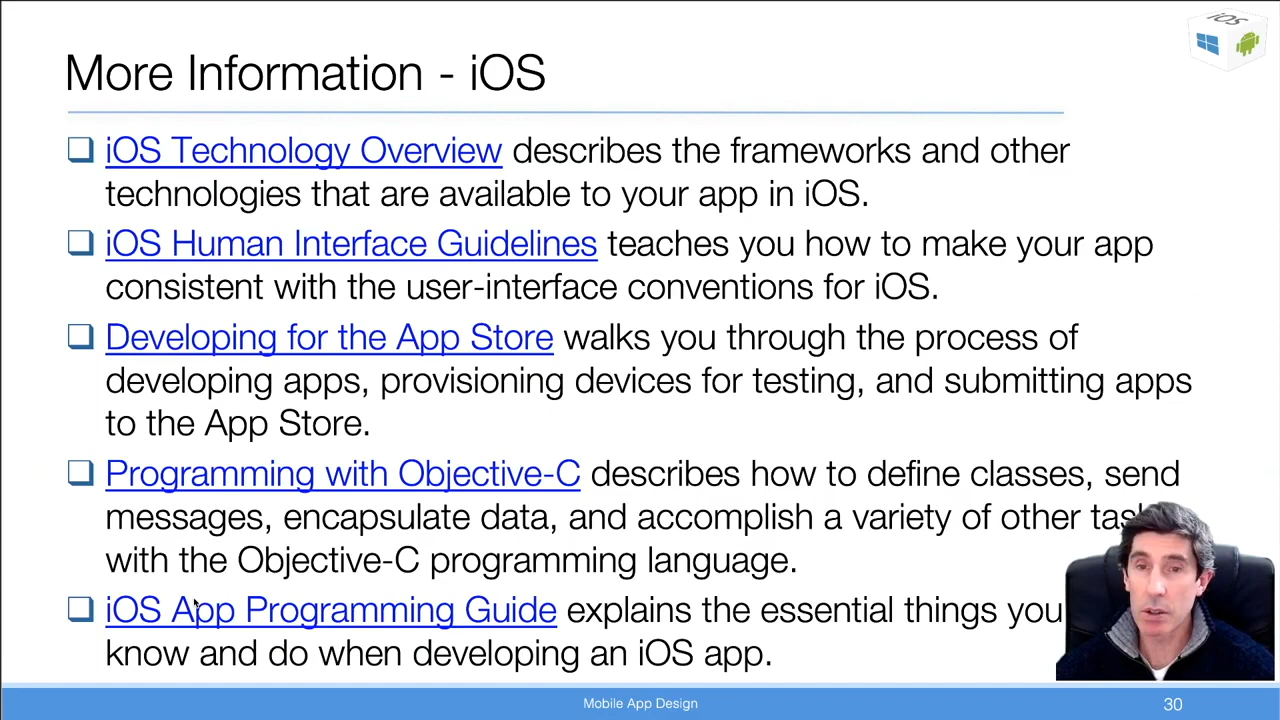 iOS
More Information - iOS
iOS Technology Overview describes the frameworks and other
technologies that are available to your app in iOS.
iOS Human Interface Guidelines teaches you how to make your app
consistent with the user-interface conventions for iOS.
Developing for the App Store walks you through the process of
developing apps, provisioning devices for testing, and submitting apps
to the App Store.
Programming with Objective-C describes how to define classes, send
messages, encapsulate data, and accomplish a variety of other
with the Objective-C programming language.
iOS App Programming Guide explains the essential things you
know and do when developing an iOS app.
Mobile App Design
30